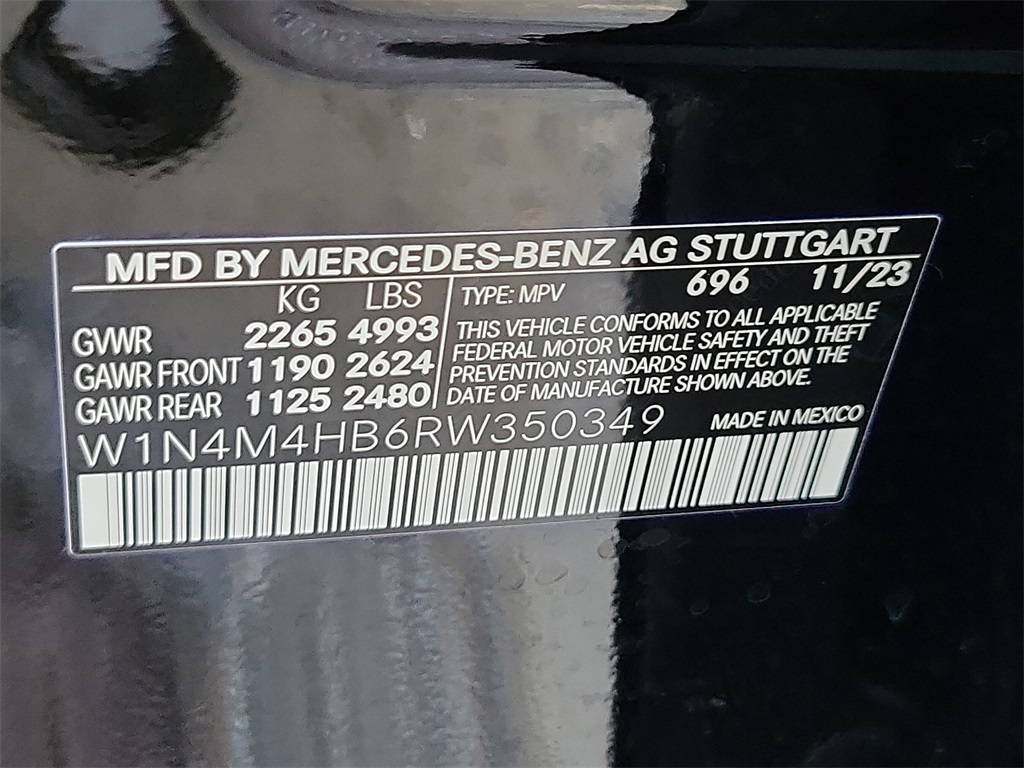 MFD BY MERCEDES-BENZ AG STUTTGART
KG LBS
GVWR 2265 4993
GAWR FRONT 1190 2624
GAWR REAR 1125 2480
TYPE: MPV 696 11/23
THIS VEHICLE CONFORMS TO ALL APPLICABLE
FEDERAL MOTOR VEHICLE SAFETY AND THEFT
PREVENTION STANDARDS IN EFFECT ON THE
DATE OF MANUFACTURE SHOWN ABOVE.
W1N4M4HB6RW350349 MADE IN MEXICO